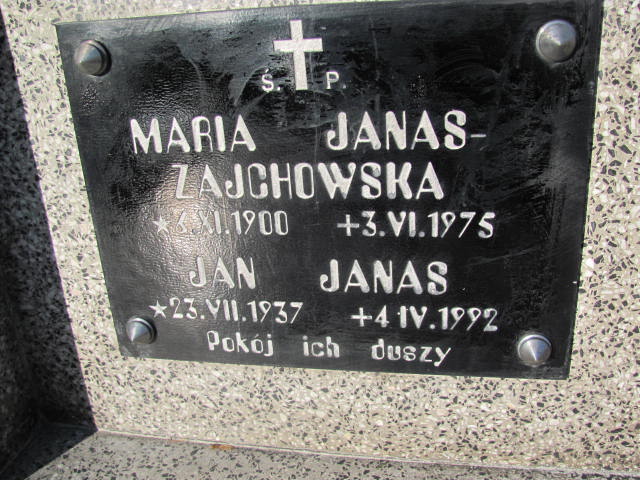 Ś. P.
MARIA JANAS-
ZAJCHOWSKA
*3.XI.1900 +3.VI.1975
JAN JANAS
*23.VII.1937 +4.IV.1992
Pokój ich duszy